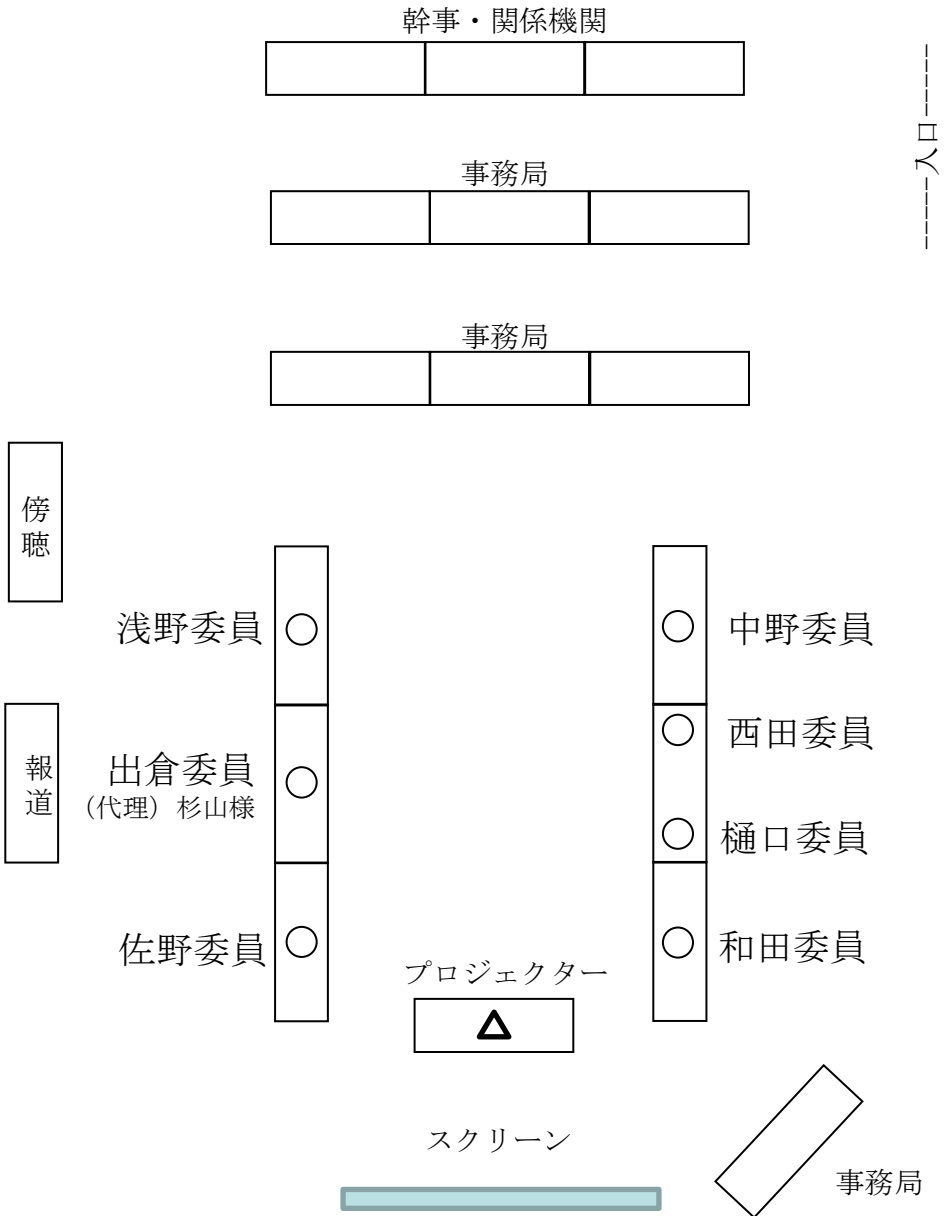 幹事・関係機関
------入口------
事務局
事務局
傍聴
浅野委員
中野委員
西田委員
報道
出倉委員
(代理) 杉山様
樋口委員
佐野委員
和田委員
プロジェクター
スクリーン
事務局